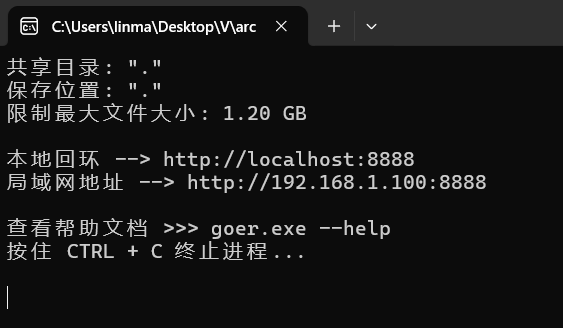 C:\Users\linma\Desktop\V\arc
共享目录: "."
保存位置: "."
限制最大文件大小: 1.20 GB
本地回环 --> http://localhost:8888
局域网地址 --> http://192.168.1.100:8888
查看帮助文档 >>> goer.exe --help
按住 CTRL + C 终止进程...